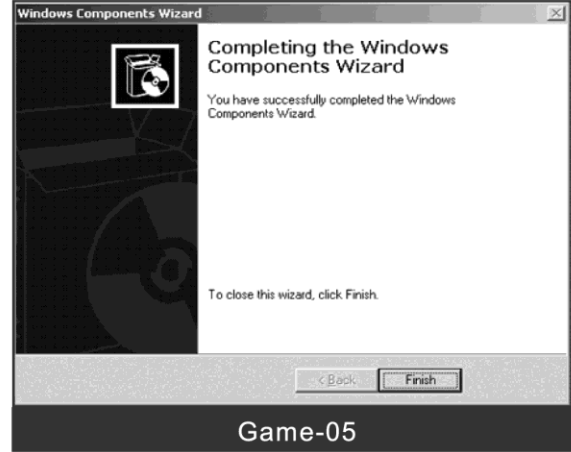 Windows Components Wizard
Completing the Windows
Components Wizard
You have successfully completed the Windows
Components Wizard.
To close this wizard, click Finish.
< Back
Finish
Game-05